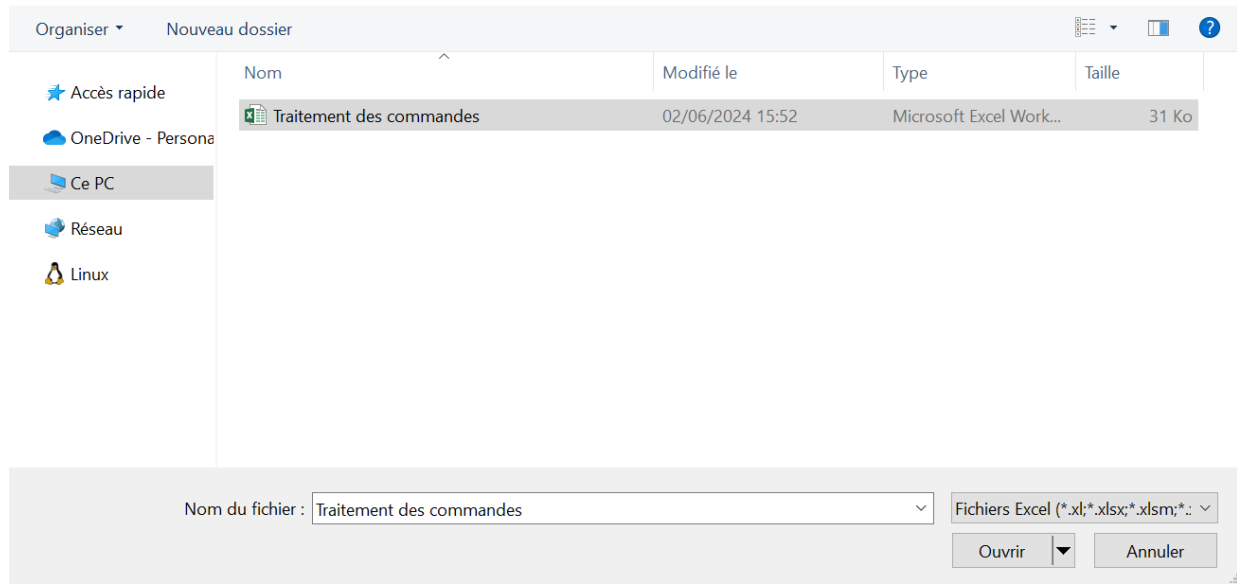 Organiser Nouveau dossier
?
Nom Modifié le Type Taille
Accès rapide
Traitement des commandes 02/06/2024 15:52 Microsoft Excel Work... 31 Ko
OneDrive - Persona
Ce PC
Réseau
Linux
Nom du fichier : Traitement des commandes Fichiers Excel (*.xl;*.xlsx;*.xlsm;*.:
Ouvrir Annuler